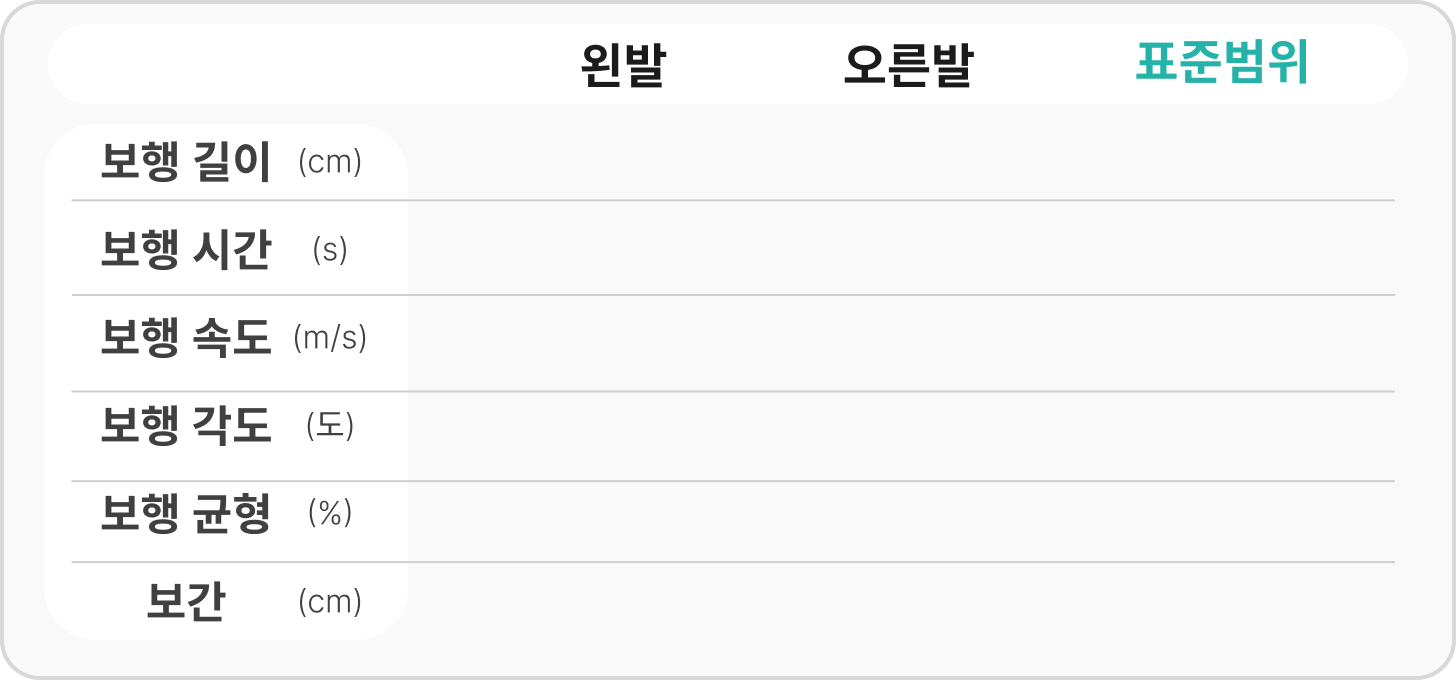 왼발 오른발 표준범위
보행 길이 (cm)
보행 시간 (s)
보행 속도 (m/s)
보행 각도 (도)
보행 균형 (%)
보간 (cm)